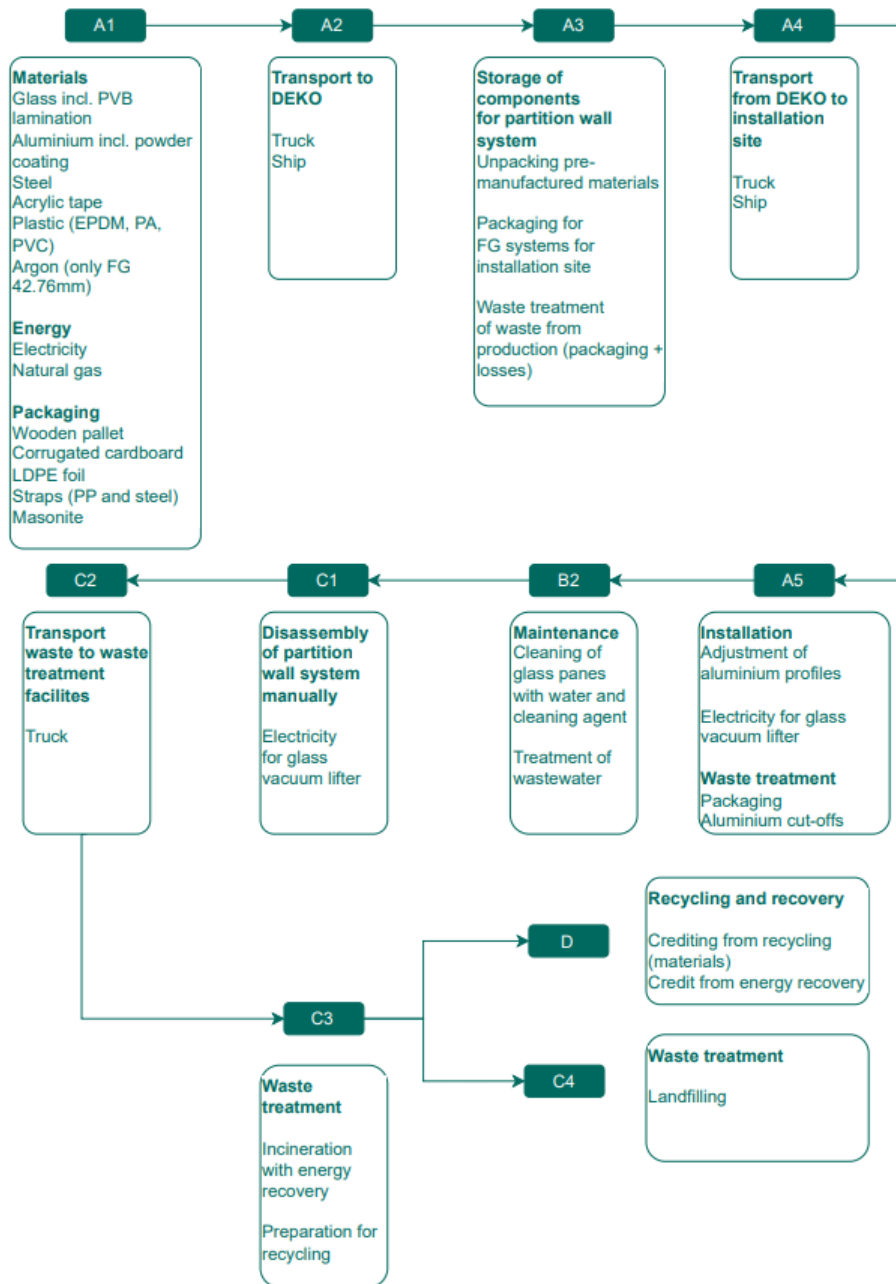 A1
A2
A3
A4
Materials
Glass incl. PVB
lamination
Aluminium incl. powder
coating
Steel
Acrylic tape
Plastic (EPDM, PA,
PVC)
Argon (only FG
42.76mm)
Energy
Electricity
Natural gas
Packaging
Wooden pallet
Corrugated cardboard
LDPE foil
Straps (PP and steel)
Masonite
Transport to
DEKO
Truck
Ship
Storage of
components
for partition wall
system
Unpacking pre-
manufactured materials
Packaging for
FG systems for
installation site
Waste treatment
of waste from
production (packaging +
losses)
Transport
from DEKO to
installation
site
Truck
Ship
C2
C1
B2
A5
Transport
waste to waste
treatment
facilites
Truck
Disassembly
of partition
wall system
manually
Electricity
for glass
vacuum lifter
Maintenance
Cleaning of
glass panes
with water and
cleaning agent
Treatment of
wastewater
Installation
Adjustment of
aluminium profiles
Electricity for glass
vacuum lifter
Waste treatment
Packaging
Aluminium cut-offs
D
Recycling and recovery
Crediting from recycling
(materials)
Credit from energy recovery
C3
C4
Waste treatment
Landfilling
Waste
treatment
Incineration
with energy
recovery
Preparation for
recycling